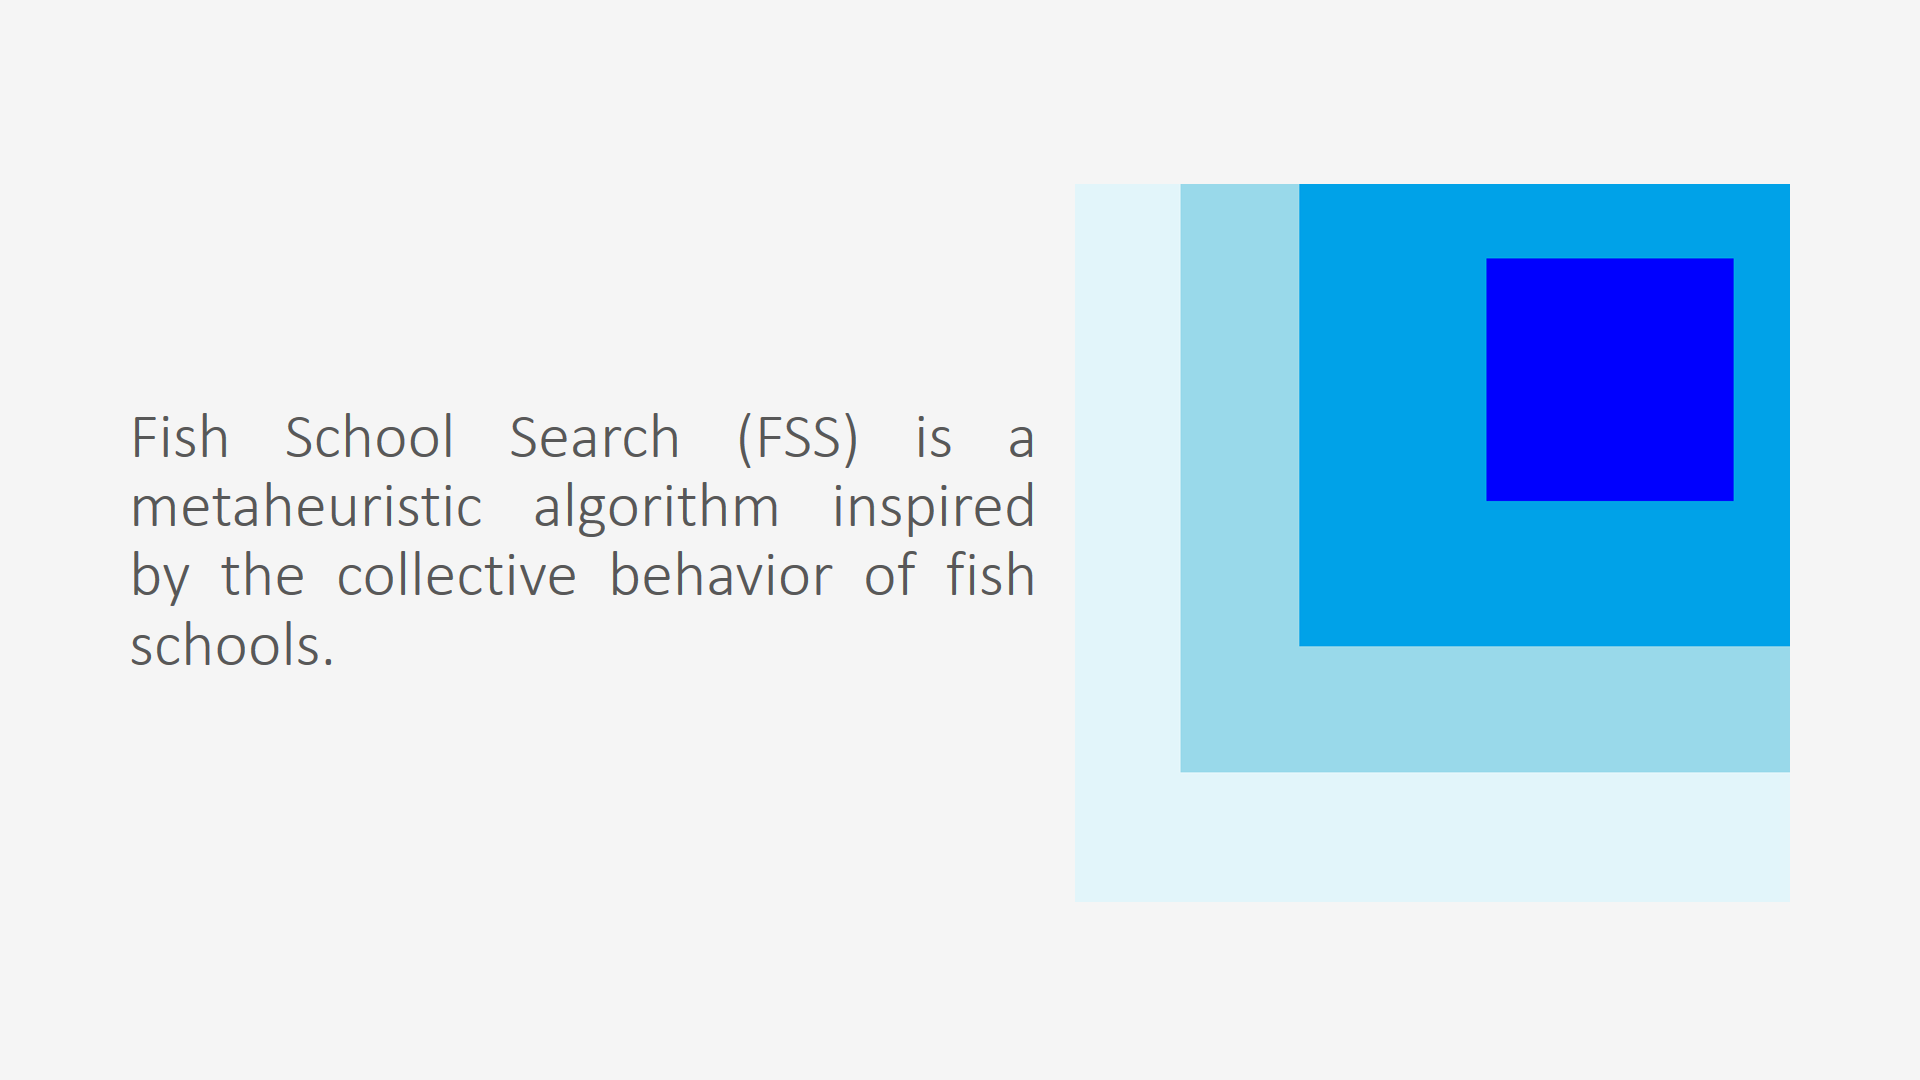 Fish School Search (FSS) is a
metaheuristic algorithm inspired
by the collective behavior of fish
schools.